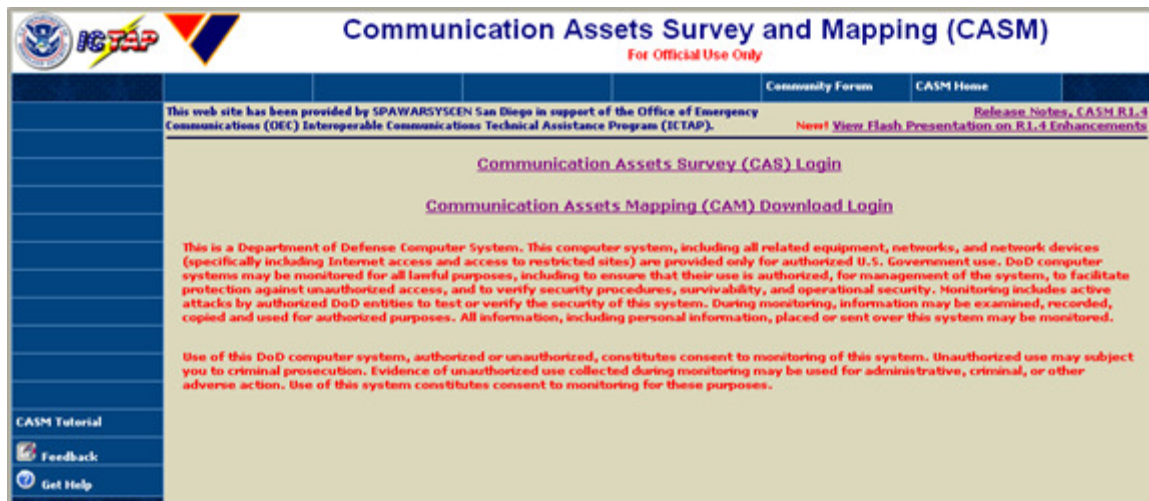 ICTAP
Communication Assets Survey and Mapping (CASM)
For Official Use Only
Community Forum
CASM Home
This web site has been provided by SPAWARSYSCEN San Diego in support of the Office of Emergency
Communications (OEC) Interoperable Communications Technical Assistance Program (ICTAP).
Release Notes, CASM R1.4
New! View Flash Presentation on R1.4 Enhancements
Communication Assets Survey (CAS) Login
Communication Assets Mapping (CAM) Download Login
This is a Department of Defense Computer System. This computer system, including all related equipment, networks, and network devices
(specifically including Internet access and access to restricted sites) are provided only for authorized U.S. Government use. DoD computer
systems may be monitored for all lawful purposes, including to ensure that their use is authorized, for management of the system, to facilitate
protection against unauthorized access, and to verify security procedures, survivability, and operational security. Monitoring includes active
attacks by authorized DoD entities to test or verify the security of this system. During monitoring, information may be examined, recorded,
copied and used for authorized purposes. All information, including personal information, placed or sent over this system may be monitored.
Use of this DoD computer system, authorized or unauthorized, constitutes consent to monitoring of this system. Unauthorized use may subject
you to criminal prosecution. Evidence of unauthorized use collected during monitoring may be used for administrative, criminal, or other
adverse action. Use of this system constitutes consent to monitoring for these purposes.
CASM Tutorial
Feedback
Get Help